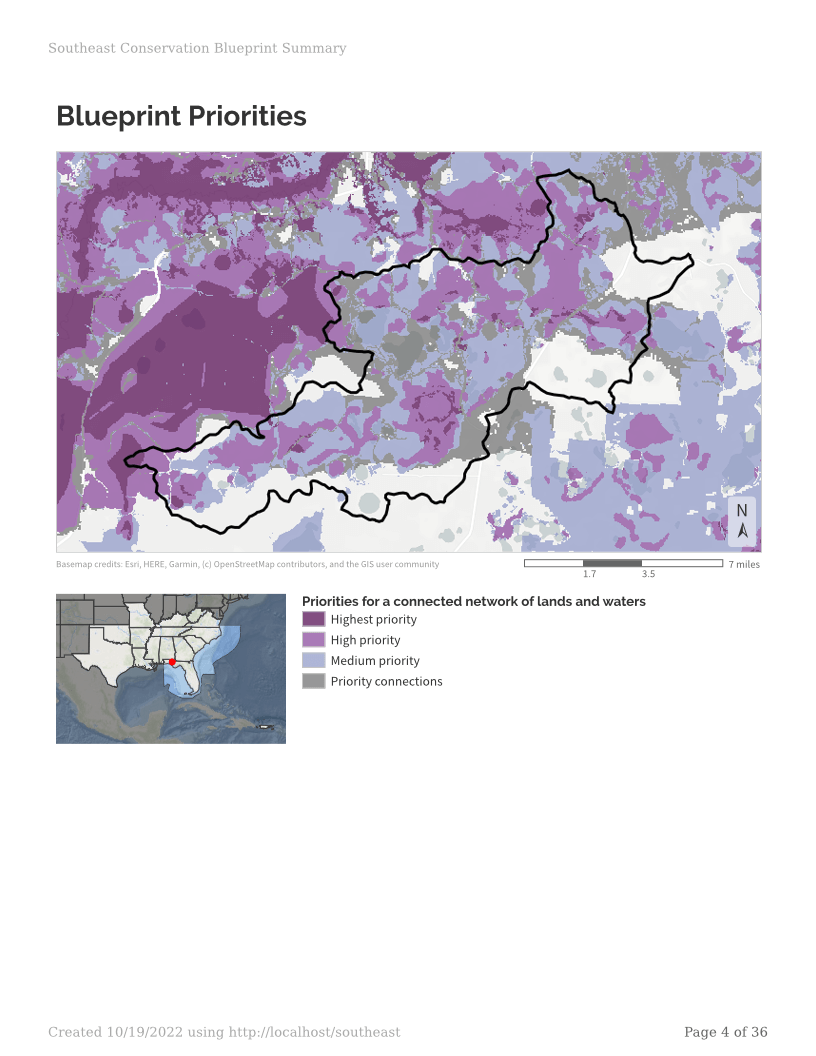 Southeast Conservation Blueprint Summary
Blueprint Priorities
N
Basemap credits: Esri, HERE, Garmin, (c) OpenStreetMap contributors, and the GIS user community
7 miles
1.7 3.5
Priorities for a connected network of lands and waters
Highest priority
High priority
Medium priority
Priority connections
Created 10/19/2022 using http://localhost/southeast
Page 4 of 36